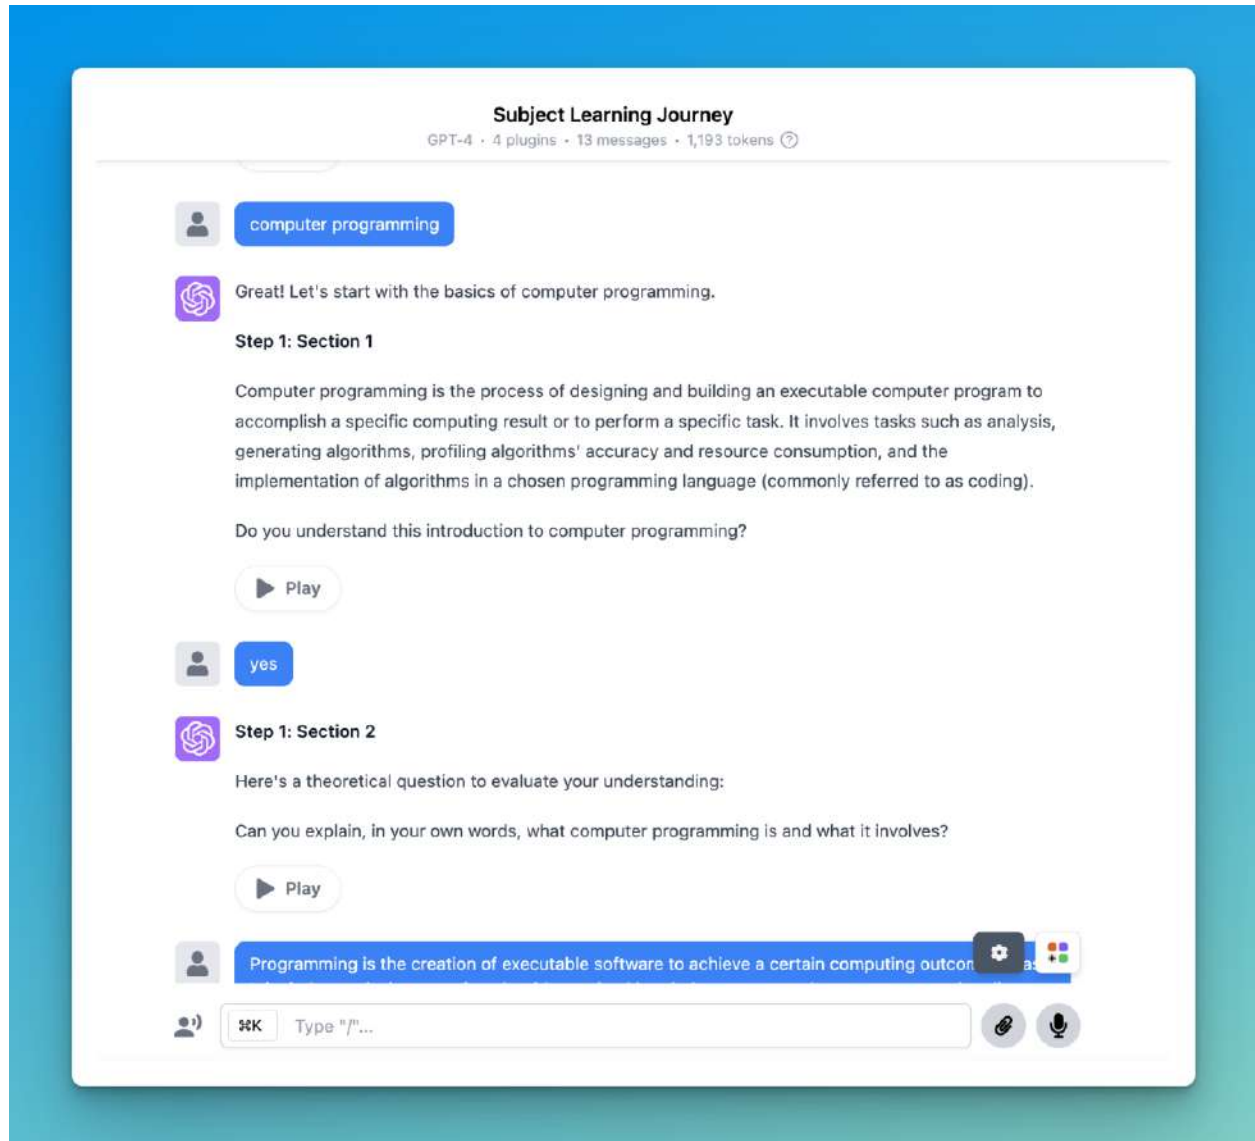 Subject Learning Journey
GPT-4 • 4 plugins • 13 messages • 1,193 tokens ?
computer programming
Great! Let's start with the basics of computer programming.
Step 1: Section 1
Computer programming is the process of designing and building an executable computer program to
accomplish a specific computing result or to perform a specific task. It involves tasks such as analysis,
generating algorithms, profiling algorithms' accuracy and resource consumption, and the
implementation of algorithms in a chosen programming language (commonly referred to as coding).
Do you understand this introduction to computer programming?
Play
yes
Step 1: Section 2
Here's a theoretical question to evaluate your understanding:
Can you explain, in your own words, what computer programming is and what it involves?
Play
Programming is the creation of executable software to achieve a certain computing
⌘K Type "/"...